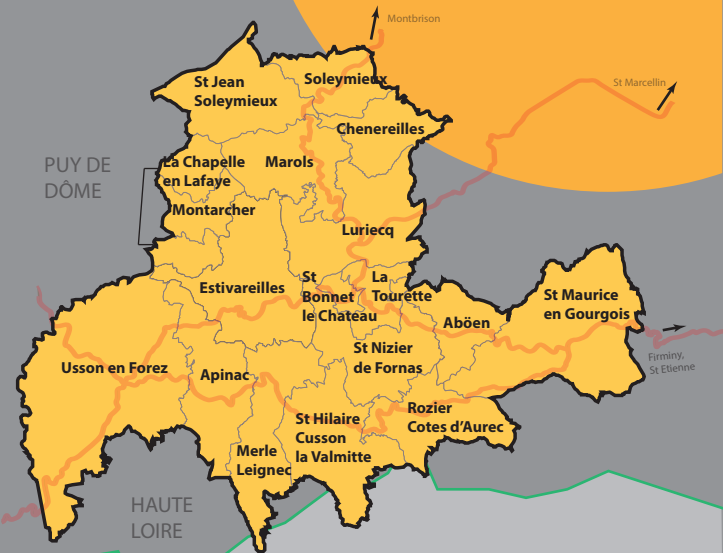 Montbrison
St Jean
Soleymieux
Soleymieux
St Marcellin
Chenereilles
PUY DE
DÔME
La Chapelle
en Lafaye
Marols
Montarcher
Luriecq
Estivareilles
St
Bonnet
le Chateau
La
Tourette
Aböen
St Maurice
en Gourgois
Firminy,
St Etienne
Usson en Forez
Apinac
St Nizier
de Fornas
St Hilaire
Cusson
la Valmitte
Rozier
Cotes d'Aurec
Merle
Leignec
HAUTE
LOIRE